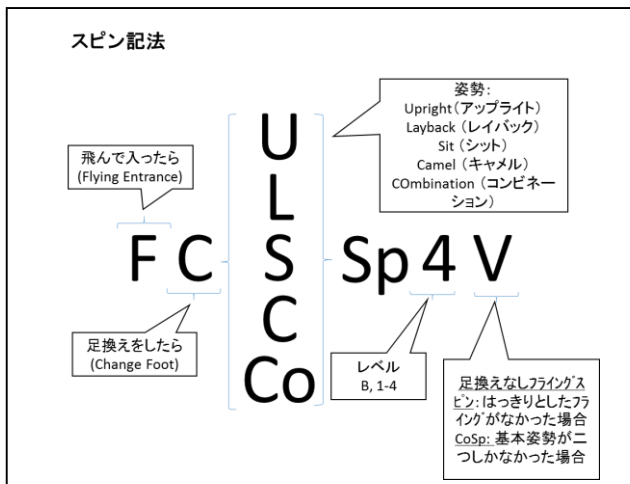 スピン記法
姿勢:
Upright(アップライト)
Layback (レイバック)
Sit (シット)
Camel (キャメル)
COmbination (コンビネー
ション)
飛んで入ったら
(Flying Entrance)
U
L
F C S Sp 4 V
C
Co
足換えをしたら
(Change Foot)
レベル
B, 1-4
足換えなしフライングス
ピン: はっきりとしたフラ
イングがなかった場合
CoSp: 基本姿勢が二
つしかなかった場合